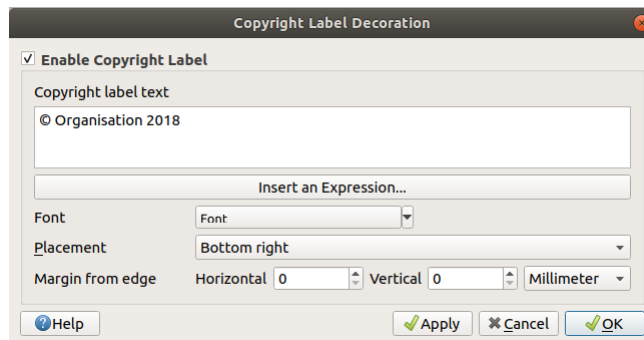 Copyright Label Decoration
Enable Copyright Label
Copyright label text
© Organisation 2018
Insert an Expression...
Font Font
Placement Bottom right
Margin from edge Horizontal 0 Vertical 0 Millimeter
Help Apply Cancel OK